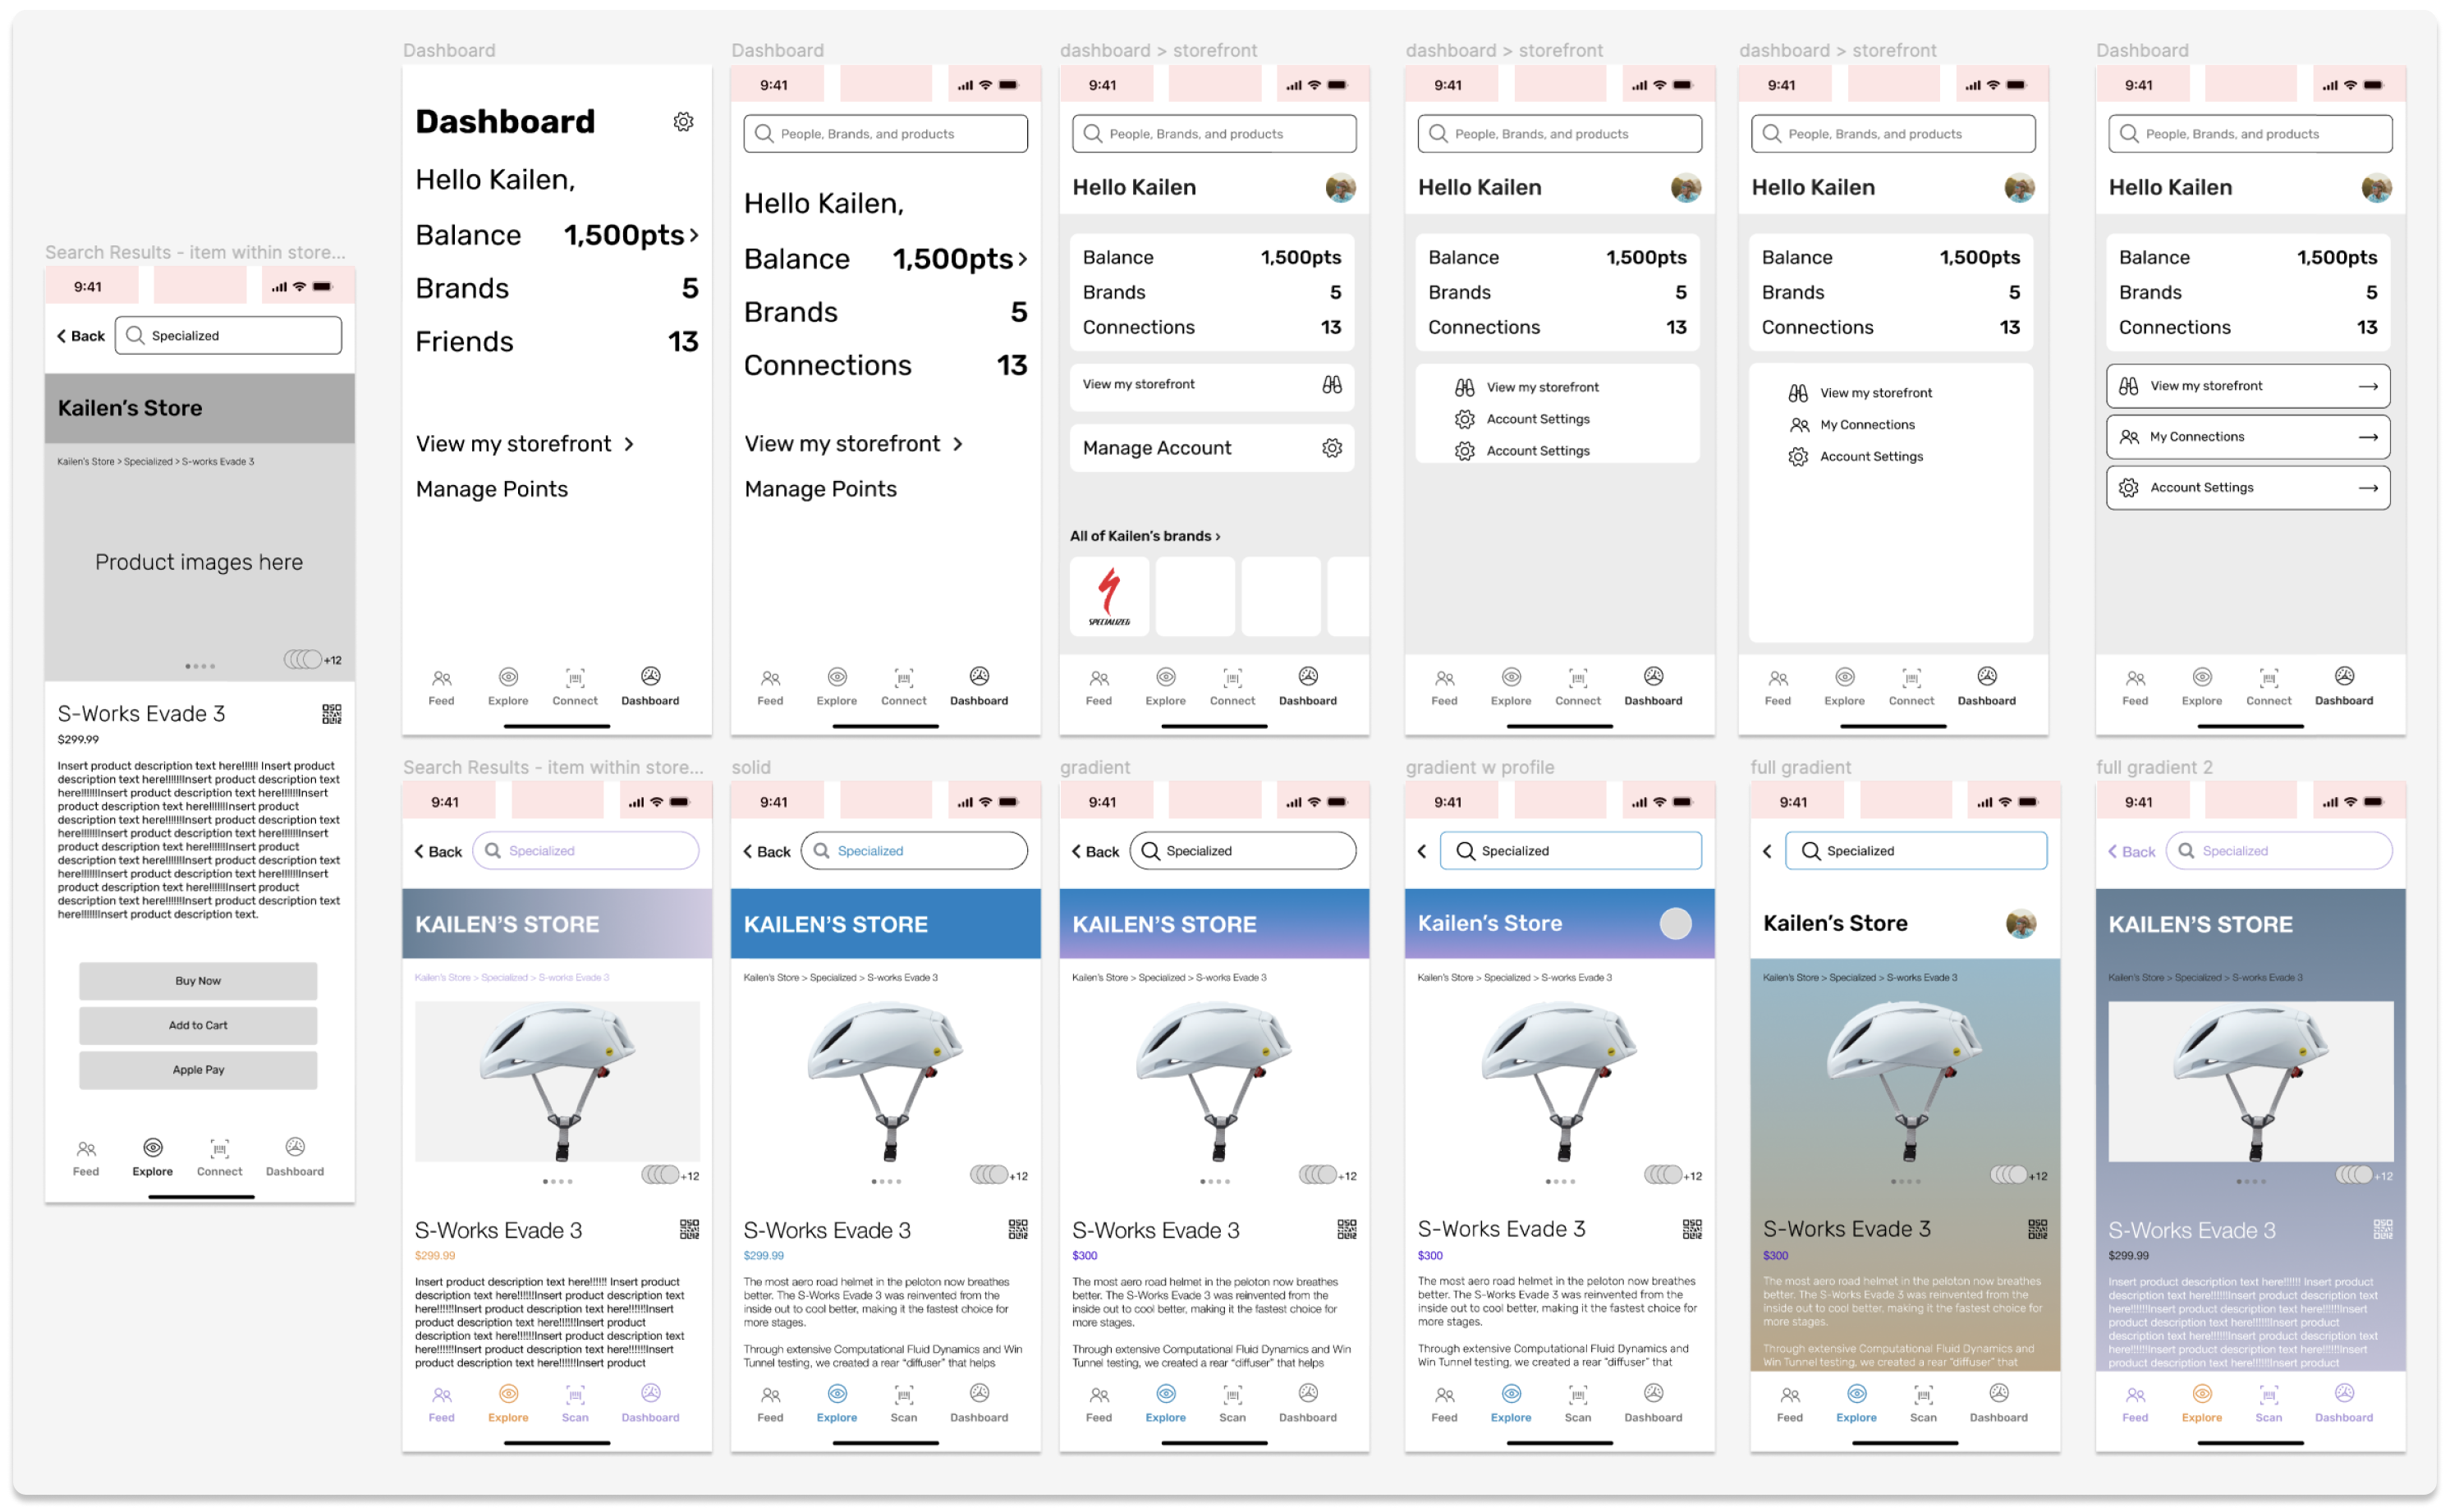 Search Results - item within store...
9:41
Back
Specialized
Kailen's Store
Kailen's Store > Specialized > S-works Evade 3
Product images here
+12
S-Works Evade 3
$299.99
Insert product description text here!!!!!! Insert product
description text here!!!!!!!Insert product description text
here!!!!!!!Insert product description text here!!!!!!!Insert
product description text here!!!!!!!Insert product
description text here!!!!!!!Insert product description text
here!!!!!!!Insert product description text here!!!!!!!Insert
product description text here!!!!!!!Insert product
description text here!!!!!!!Insert product description text
here!!!!!!!Insert product description text here!!!!!!!Insert
product description text here!!!!!!!Insert product
description text here!!!!!!!Insert product description text
here!!!!!!!Insert product description text.
Buy Now
Add to Cart
Apple Pay
Feed
Explore
Connect
Dashboard
Dashboard
Dashboard
Hello Kailen,
Balance 1,500pts
Brands 5
Friends 13
View my storefront
Manage Points
Feed
Explore
Connect
Dashboard
Dashboard
9:41
People, Brands, and products
Hello Kailen,
Balance 1,500pts
Brands 5
Connections 13
View my storefront
Manage Points
Feed
Explore
Connect
Dashboard
dashboard > storefront
9:41
People, Brands, and products
Hello Kailen
Balance 1,500pts
Brands 5
Connections 13
View my storefront
Manage Account
All of Kailen's brands
SPECIALIZED
Feed
Explore
Connect
Dashboard
dashboard > storefront
9:41
People, Brands, and products
Hello Kailen
Balance 1,500pts
Brands 5
Connections 13
View my storefront
Account Settings
Account Settings
Feed
Explore
Connect
Dashboard
dashboard > storefront
9:41
People, Brands, and products
Hello Kailen
Balance 1,500pts
Brands 5
Connections 13
View my storefront
My Connections
Account Settings
Feed
Explore
Connect
Dashboard
Dashboard
9:41
People, Brands, and products
Hello Kailen
Balance 1,500pts
Brands 5
Connections 13
View my storefront
My Connections
Account Settings
Feed
Explore
Connect
Dashboard
Search Results - item within store...
9:41
Back
Specialized
KAILEN'S STORE
Kailen's Store > Specialized > S-works Evade 3
+12
S-Works Evade 3
$299.99
Insert product description text here!!!!!! Insert product
description text here!!!!!!!Insert product description text
here!!!!!!!Insert product description text here!!!!!!!Insert
product description text here!!!!!!!Insert product
description text here!!!!!!!Insert product description text
here!!!!!!!Insert product description text here!!!!!!!Insert
product description text here!!!!!!!Insert product
Feed
Explore
Scan
Dashboard
solid
9:41
Back
Specialized
KAILEN'S STORE
Kailen's Store > Specialized > S-works Evade 3
+12
S-Works Evade 3
$299.99
The most aero road helmet in the peloton now breathes
better. The S-Works Evade 3 was reinvented from the
inside out to cool better, making it the fastest choice for
more stages.
Through extensive Computational Fluid Dynamics and Win
Tunnel testing, we created a rear “diffuser” that helps
Feed
Explore
Scan
Dashboard
gradient
9:41
Back
Specialized
KAILEN'S STORE
Kailen's Store > Specialized > S-works Evade 3
+12
S-Works Evade 3
$300
The most aero road helmet in the peloton now breathes
better. The S-Works Evade 3 was reinvented from the
inside out to cool better, making it the fastest choice for
more stages.
Through extensive Computational Fluid Dynamics and Win
Tunnel testing, we created a rear “diffuser” that helps
Feed
Explore
Scan
Dashboard
gradient w profile
9:41
Specialized
Kailen's Store
Kailen's Store > Specialized > S-works Evade 3
+12
S-Works Evade 3
$300
The most aero road helmet in the peloton now breathes
better. The S-Works Evade 3 was reinvented from the
inside out to cool better, making it the fastest choice for
more stages.
Through extensive Computational Fluid Dynamics and
Win Tunnel testing, we created a rear “diffuser” that
Feed
Explore
Scan
Dashboard
full gradient
9:41
Specialized
Kailen's Store
Kailen's Store > Specialized > S-works Evade 3
+12
S-Works Evade 3
$300
The most aero road helmet in the peloton now breathes
better. The S-Works Evade 3 was reinvented from the
inside out to cool better, making it the fastest choice for
more stages.
Through extensive Computational Fluid Dynamics and
Win Tunnel testing, we created a rear “diffuser” that
Feed
Explore
Scan
Dashboard
full gradient 2
9:41
Back
Specialized
KAILEN'S STORE
Kailen's Store > Specialized > S-works Evade 3
+12
S-Works Evade 3
$299.99
Insert product description text here!!!!!! Insert product
description text here!!!!!!!Insert product description text
here!!!!!!!Insert product description text here!!!!!!!Insert
product description text here!!!!!!!Insert product
description text here!!!!!!!Insert product description text
here!!!!!!!Insert product description text here!!!!!!!Insert
product description text here!!!!!!!Insert product
Feed
Explore
Scan
Dashboard